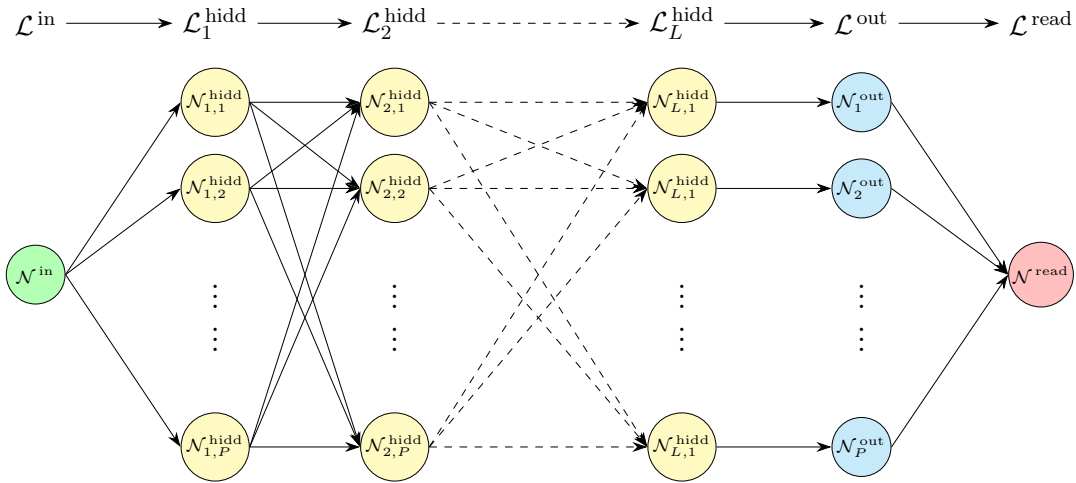 ℒ^in ℒ_1^hidd ℒ_2^hidd ℒ_L^hidd ℒ^out ℒ^read
𝒩_{1,1}^hidd 𝒩_{2,1}^hidd 𝒩_{L,1}^hidd 𝒩_1^out
𝒩_{1,2}^hidd 𝒩_{2,2}^hidd 𝒩_{L,1}^hidd 𝒩_2^out
𝒩^in 𝒩^read
𝒩_{1,P}^hidd 𝒩_{2,P}^hidd 𝒩_{L,1}^hidd 𝒩_P^out